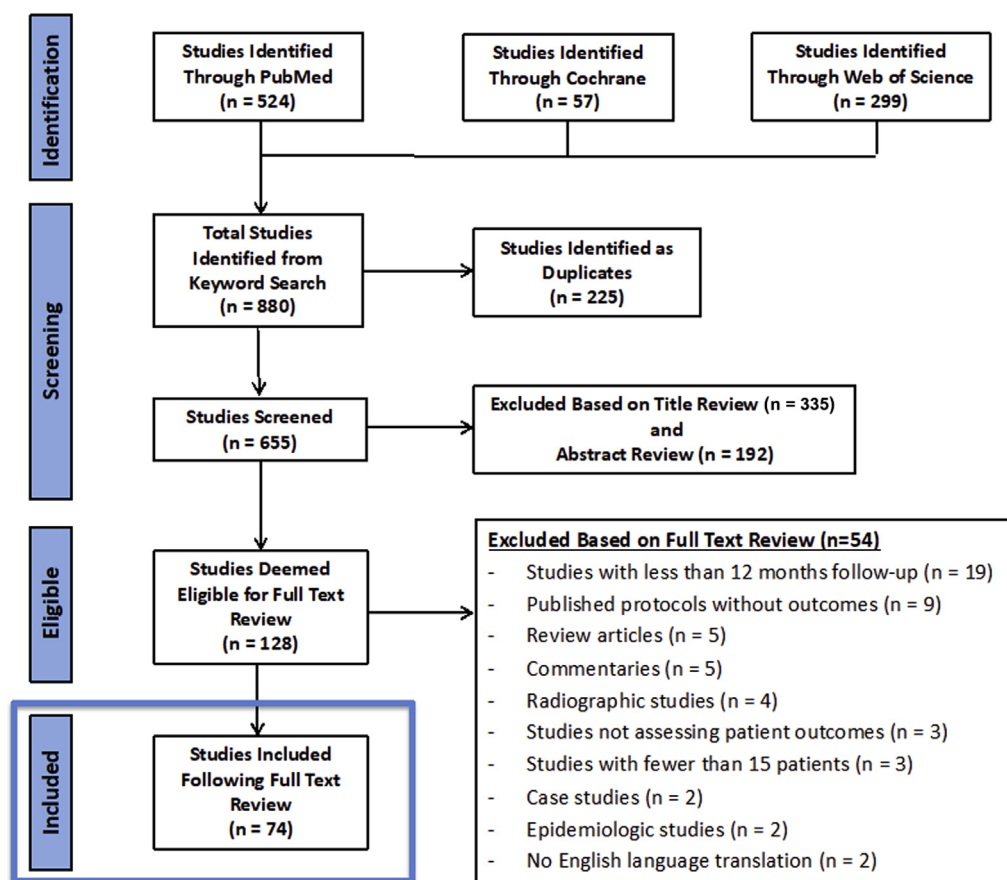 Identification
Studies Identified
Through PubMed
(n = 524)
Studies Identified
Through Cochrane
(n = 57)
Studies Identified
Through Web of Science
(n = 299)
Screening
Total Studies
Identified from
Keyword Search
(n = 880)
Studies Identified as
Duplicates
(n = 225)
Studies Screened
(n = 655)
Excluded Based on Title Review (n = 335)
and
Abstract Review (n = 192)
Eligible
Studies Deemed
Eligible for Full Text
Review
(n = 128)
Excluded Based on Full Text Review (n=54)
- Studies with less than 12 months follow-up (n = 19)
- Published protocols without outcomes (n = 9)
- Review articles (n = 5)
- Commentaries (n = 5)
- Radiographic studies (n = 4)
- Studies not assessing patient outcomes (n = 3)
- Studies with fewer than 15 patients (n = 3)
- Case studies (n = 2)
- Epidemiologic studies (n = 2)
- No English language translation (n = 2)
Included
Studies Included
Following Full Text
Review
(n = 74)